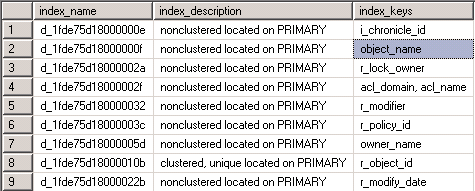 index_name index_description index_keys
1 d_1fde75d18000000e nonclustered located on PRIMARY i_chronicle_id
2 d_1fde75d18000000f nonclustered located on PRIMARY object_name
3 d_1fde75d18000002a nonclustered located on PRIMARY r_lock_owner
4 d_1fde75d18000002f nonclustered located on PRIMARY acl_domain, acl_name
5 d_1fde75d180000032 nonclustered located on PRIMARY r_modifier
6 d_1fde75d18000003c nonclustered located on PRIMARY r_policy_id
7 d_1fde75d18000005d nonclustered located on PRIMARY owner_name
8 d_1fde75d18000010b clustered, unique located on PRIMARY r_object_id
9 d_1fde75d18000022b nonclustered located on PRIMARY r_modify_date